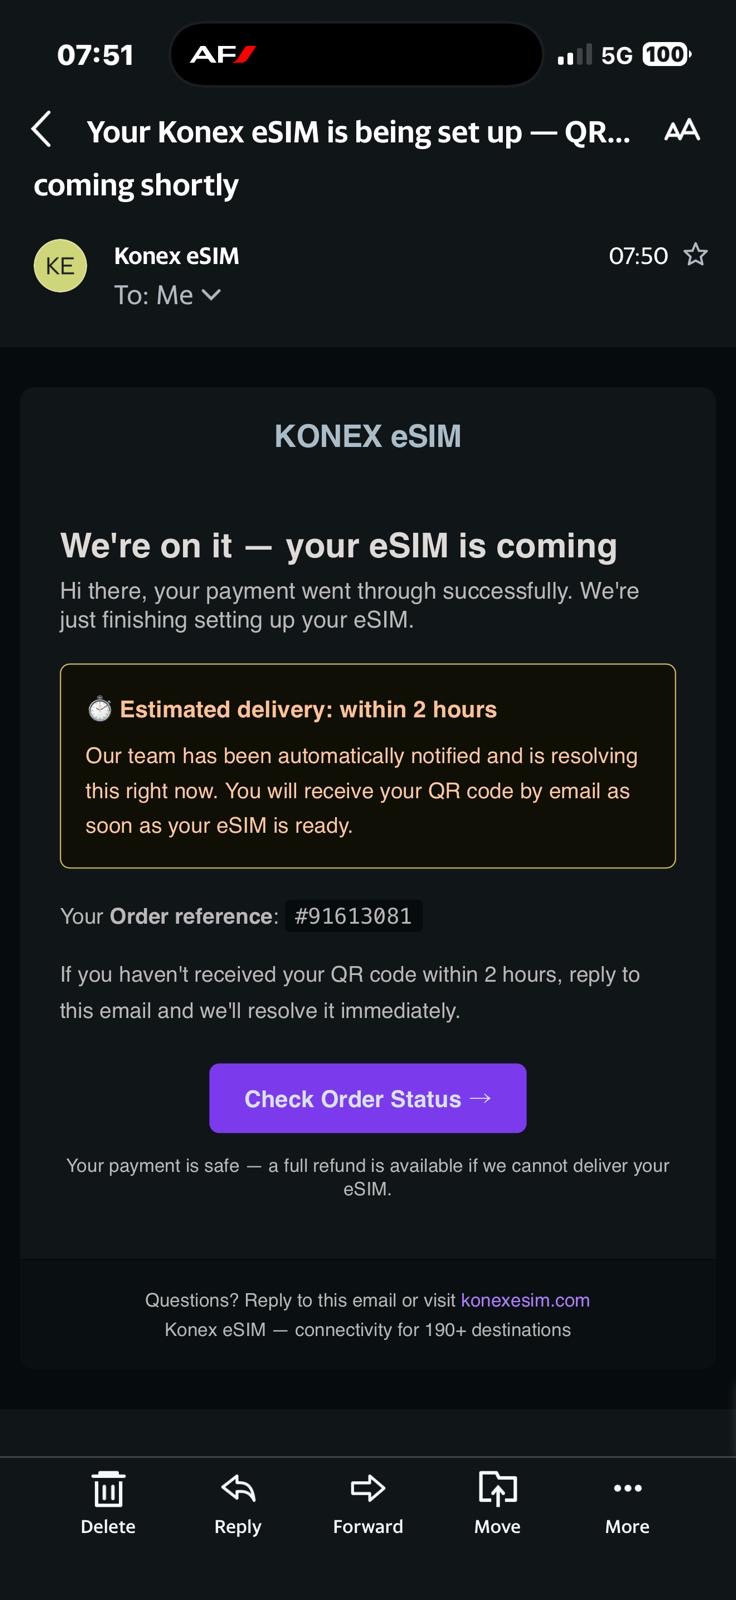 07:51 AF 5G 100
Your Konex eSIM is being set up — QR...
coming shortly
KE
Konex eSIM 07:50
To: Me
KONEX eSIM
We're on it — your eSIM is coming
Hi there, your payment went through successfully. We're
just finishing setting up your eSIM.
⏱️ Estimated delivery: within 2 hours
Our team has been automatically notified and is resolving
this right now. You will receive your QR code by email as
soon as your eSIM is ready.
Your Order reference: #91613081
If you haven't received your QR code within 2 hours, reply to
this email and we'll resolve it immediately.
Check Order Status →
Your payment is safe — a full refund is available if we cannot deliver your
eSIM.
Questions? Reply to this email or visit konexesim.com
Konex eSIM — connectivity for 190+ destinations
Delete Reply Forward Move More